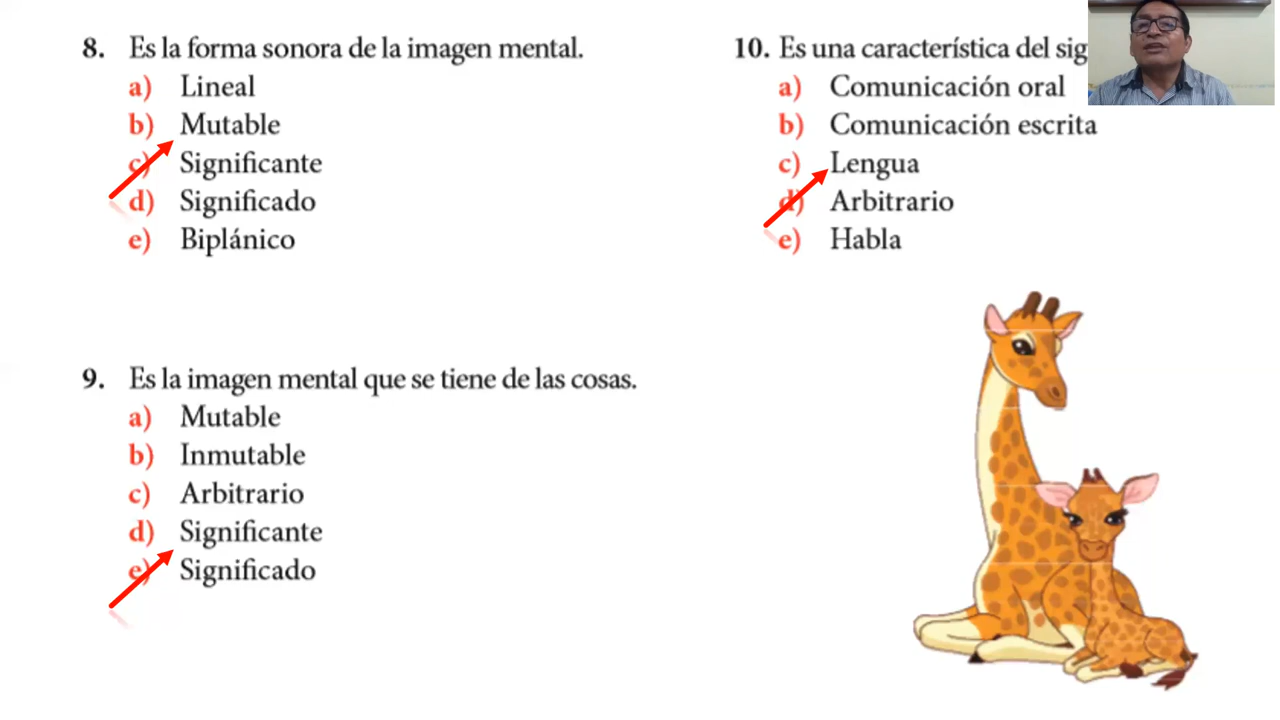 8. Es la forma sonora de la imagen mental.
a) Lineal
b) Mutable
c) Significante
d) Significado
e) Biplánico
9. Es la imagen mental que se tiene de las cosas.
a) Mutable
b) Inmutable
c) Arbitrario
d) Significante
e) Significado
10. Es una característica del
a) Comunicación oral
b) Comunicación escrita
c) Lengua
d) Arbitrario
e) Habla